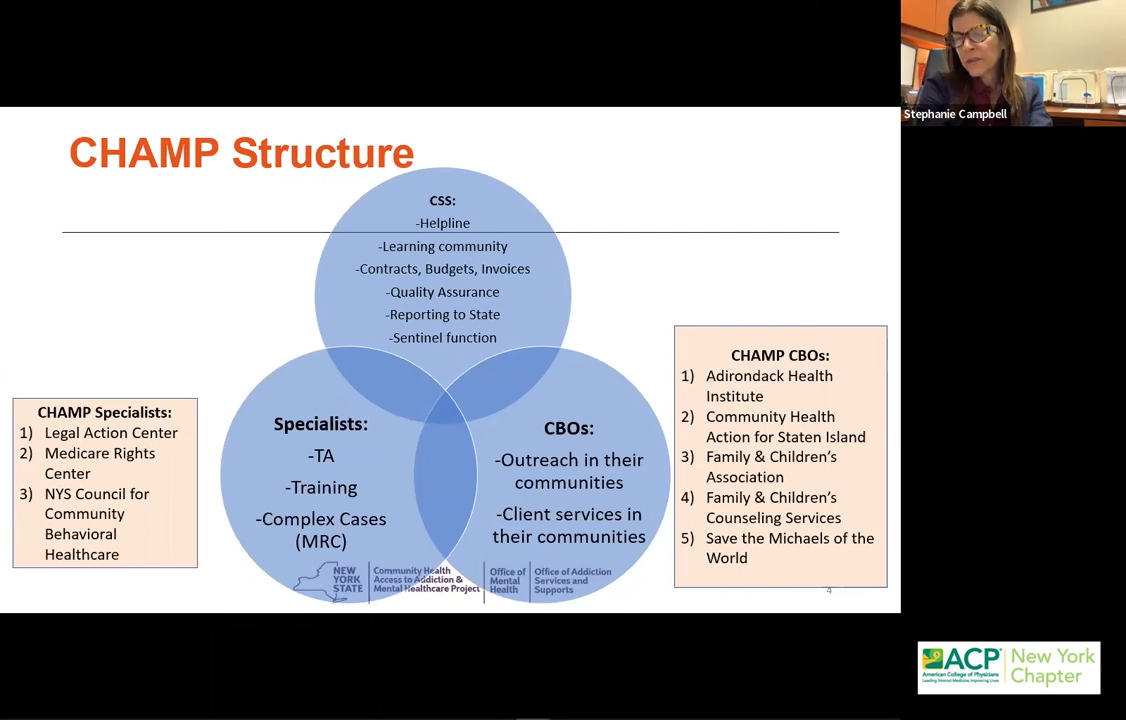 Stephanie Campbell
CHAMP Structure
CSS:
-Helpline
-Learning community
-Contracts, Budgets, Invoices
-Quality Assurance
-Reporting to State
-Sentinel function
CHAMP Specialists:
1) Legal Action Center
2) Medicare Rights
Center
3) NYS Council for
Community
Behavioral
Healthcare
Specialists:
-TA
-Training
-Complex Cases
(MRC)
CBOs:
-Outreach in their
communities
-Client services in
their communities
CHAMP CBOs:
1) Adirondack Health
Institute
2) Community Health
Action for Staten Island
3) Family & Children's
Association
4) Family & Children's
Counseling Services
5) Save the Michaels of the
World
NEW
YORK
STATE
Community Health
Access to Addiction &
Mental Healthcare Project
Office of
Mental
Health
Office of Addiction
Services and
Supports
4
ACP
American College of Physicians
Leading Internal Medicine, Improving Lives
New York
Chapter